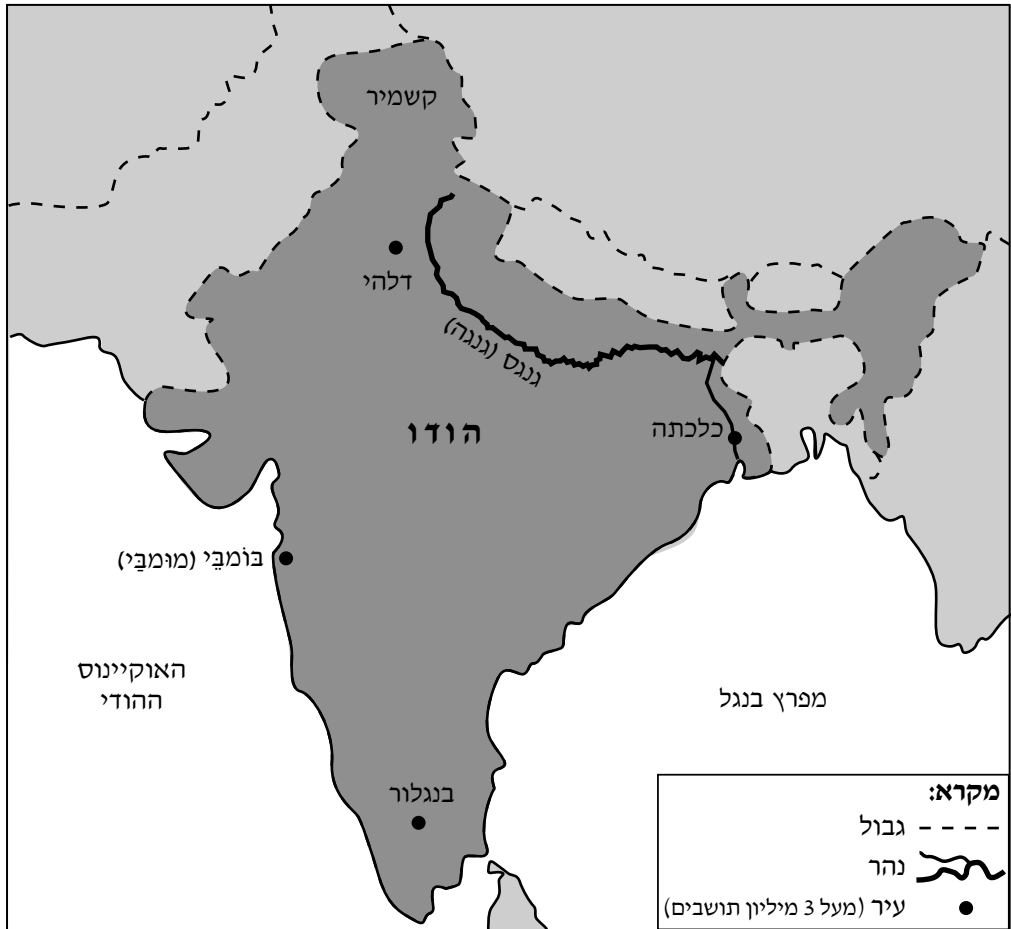 קשמיר
דלהי
גנגס (גנגה)
הודו
כלכתה
בּוֹמבֵּי (מוּמבַּי)
האוקיינוס
ההודי
מפרץ בנגל
בנגלור
מקרא:
גבול
נהר
עיר (מעל 3 מיליון תושבים)